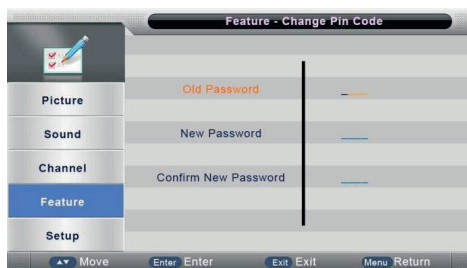 Feature - Change Pin Code
Picture
Sound
Channel
Feature
Setup
Old Password
New Password
Confirm New Password
Move
Enter Enter
Exit Exit
Menu Return